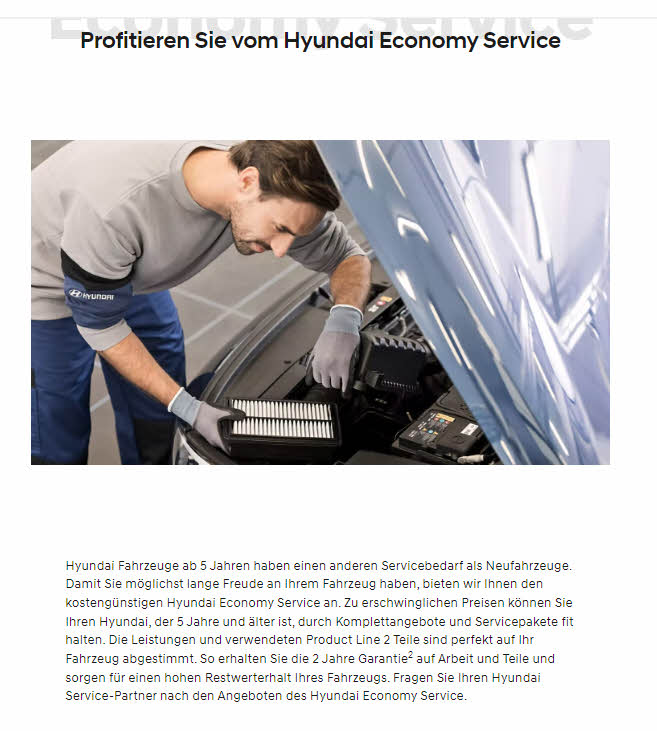 Economy service
Profitieren Sie vom Hyundai Economy Service
HYUNDAI
Hyundai Fahrzeuge ab 5 Jahren haben einen anderen Servicebedarf als Neufahrzeuge.
Damit Sie möglichst lange Freude an Ihrem Fahrzeug haben, bieten wir Ihnen den
kostengünstigen Hyundai Economy Service an. Zu erschwinglichen Preisen können Sie
Ihren Hyundai, der 5 Jahre und älter ist, durch Komplettangebote und Servicepakete fit
halten. Die Leistungen und verwendeten Product Line 2 Teile sind perfekt auf Ihr
Fahrzeug abgestimmt. So erhalten Sie die 2 Jahre Garantie² auf Arbeit und Teile und
sorgen für einen hohen Restwerterhalt Ihres Fahrzeugs. Fragen Sie Ihren Hyundai
Service-Partner nach den Angeboten des Hyundai Economy Service.